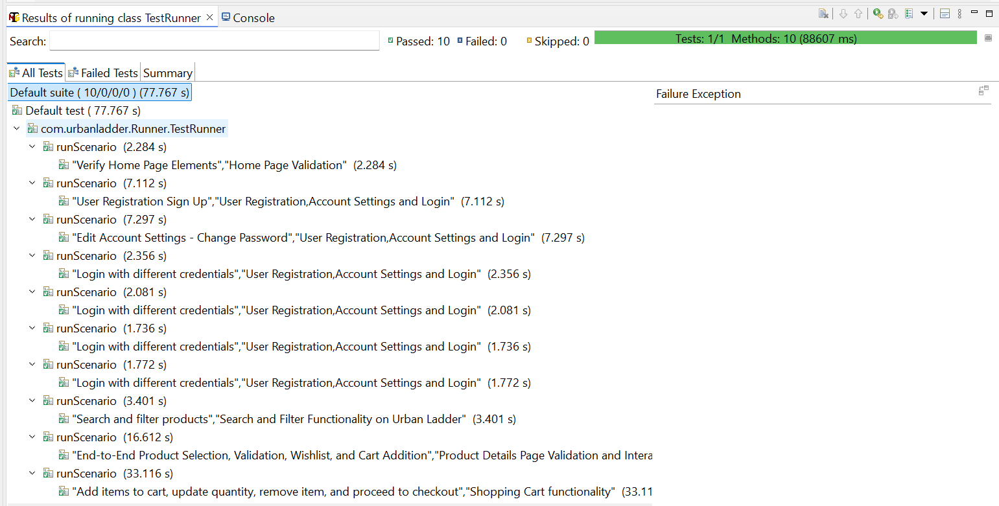 Results of running class TestRunner Console
Search: Passed: 10 Failed: 0 Skipped: 0 Tests: 1/1 Methods: 10 (88607 ms)
All Tests Failed Tests Summary
Default suite ( 10/0/0/0 ) (77.767 s)
Failure Exception
Default test ( 77.767 s)
com.urbanladder.Runner.TestRunner
runScenario (2.284 s)
"Verify Home Page Elements","Home Page Validation" (2.284 s)
runScenario (7.112 s)
"User Registration Sign Up","User Registration,Account Settings and Login" (7.112 s)
runScenario (7.297 s)
"Edit Account Settings - Change Password","User Registration,Account Settings and Login" (7.297 s)
runScenario (2.356 s)
"Login with different credentials","User Registration,Account Settings and Login" (2.356 s)
runScenario (2.081 s)
"Login with different credentials","User Registration,Account Settings and Login" (2.081 s)
runScenario (1.736 s)
"Login with different credentials","User Registration,Account Settings and Login" (1.736 s)
runScenario (1.772 s)
"Login with different credentials","User Registration,Account Settings and Login" (1.772 s)
runScenario (3.401 s)
"Search and filter products","Search and Filter Functionality on Urban Ladder" (3.401 s)
runScenario (16.612 s)
"End-to-End Product Selection, Validation, Wishlist, and Cart Addition","Product Details Page Validation and Intera
runScenario (33.116 s)
"Add items to cart, update quantity, remove item, and proceed to checkout","Shopping Cart functionality" (33.11